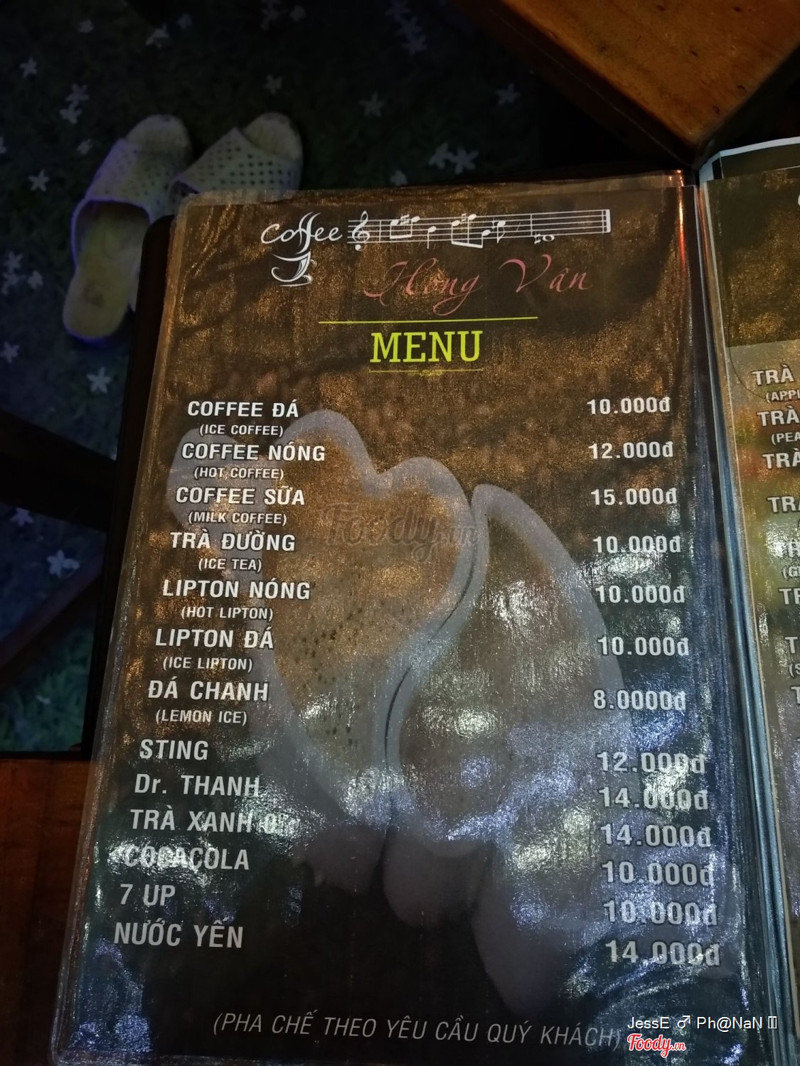 Coffee
Hồng Vân
MENU
COFFEE ĐÁ 10.000đ
(ICE COFFEE)
COFFEE NÓNG 12.000đ
(HOT COFFEE)
COFFEE SỮA 15.000đ
(MILK COFFEE)
TRÀ ĐƯỜNG 10.000đ
(ICE TEA)
LIPTON NÓNG 10.000đ
(HOT LIPTON)
LIPTON ĐÁ 10.000đ
(ICE LIPTON)
ĐÁ CHANH 8.0000đ
(LEMON ICE)
STING 12.000đ
Dr. THANH 14.000đ
TRÀ XANH 0 14.000đ
COCACOLA 10.000đ
7 UP 10.000đ
NƯỚC YÊN 14.000đ
(PHA CHẾ THEO YÊU CẦU QUÝ KHÁCH)
TRÀ
TRÀ
TRÀ
Foody.vn
JessE ♂ Ph@NaN
Foody.vn